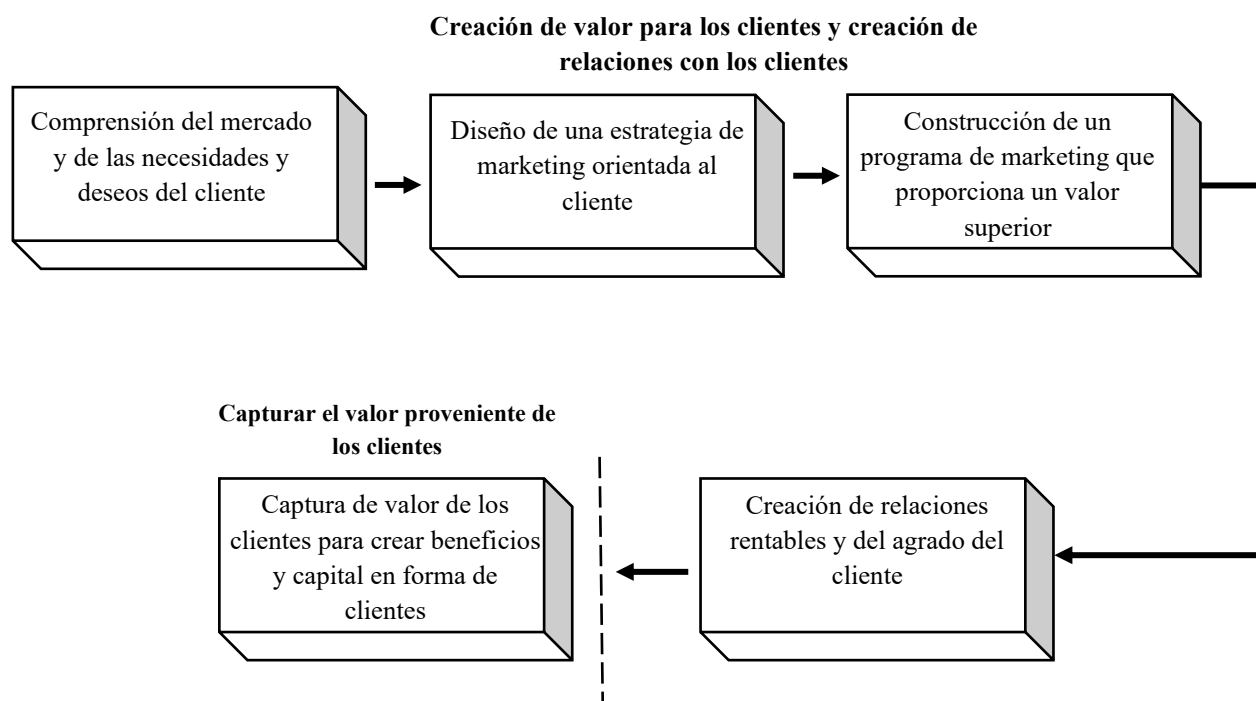 Creación de valor para los clientes y creación de
relaciones con los clientes
Comprensión del mercado
y de las necesidades y
deseos del cliente
Diseño de una estrategia de
marketing orientada al
cliente
Construcción de un
programa de marketing que
proporciona un valor
superior
Capturar el valor proveniente de
los clientes
Captura de valor de los
clientes para crear beneficios
y capital en forma de
clientes
Creación de relaciones
rentables y del agrado del
cliente